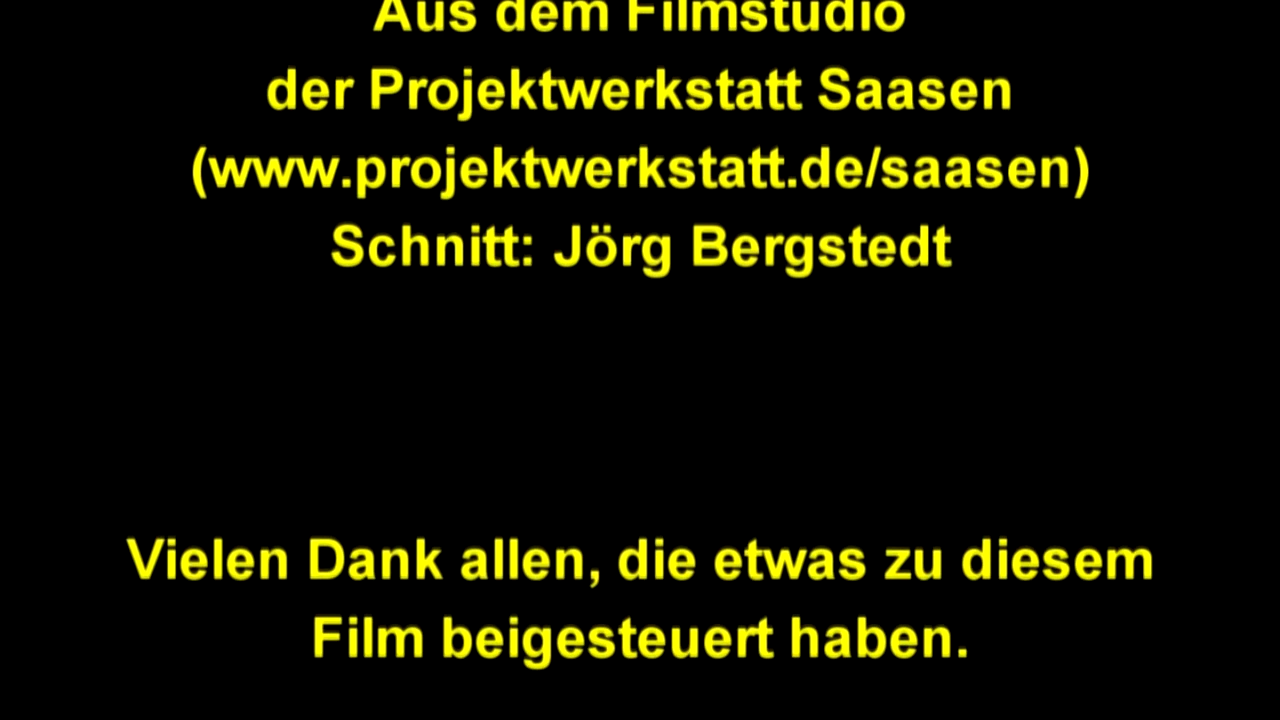 Aus dem Filmstudio
der Projektwerkstatt Saasen
(www.projektwerkstatt.de/saasen)
Schnitt: Jörg Bergstedt
Vielen Dank allen, die etwas zu diesem
Film beigesteuert haben.